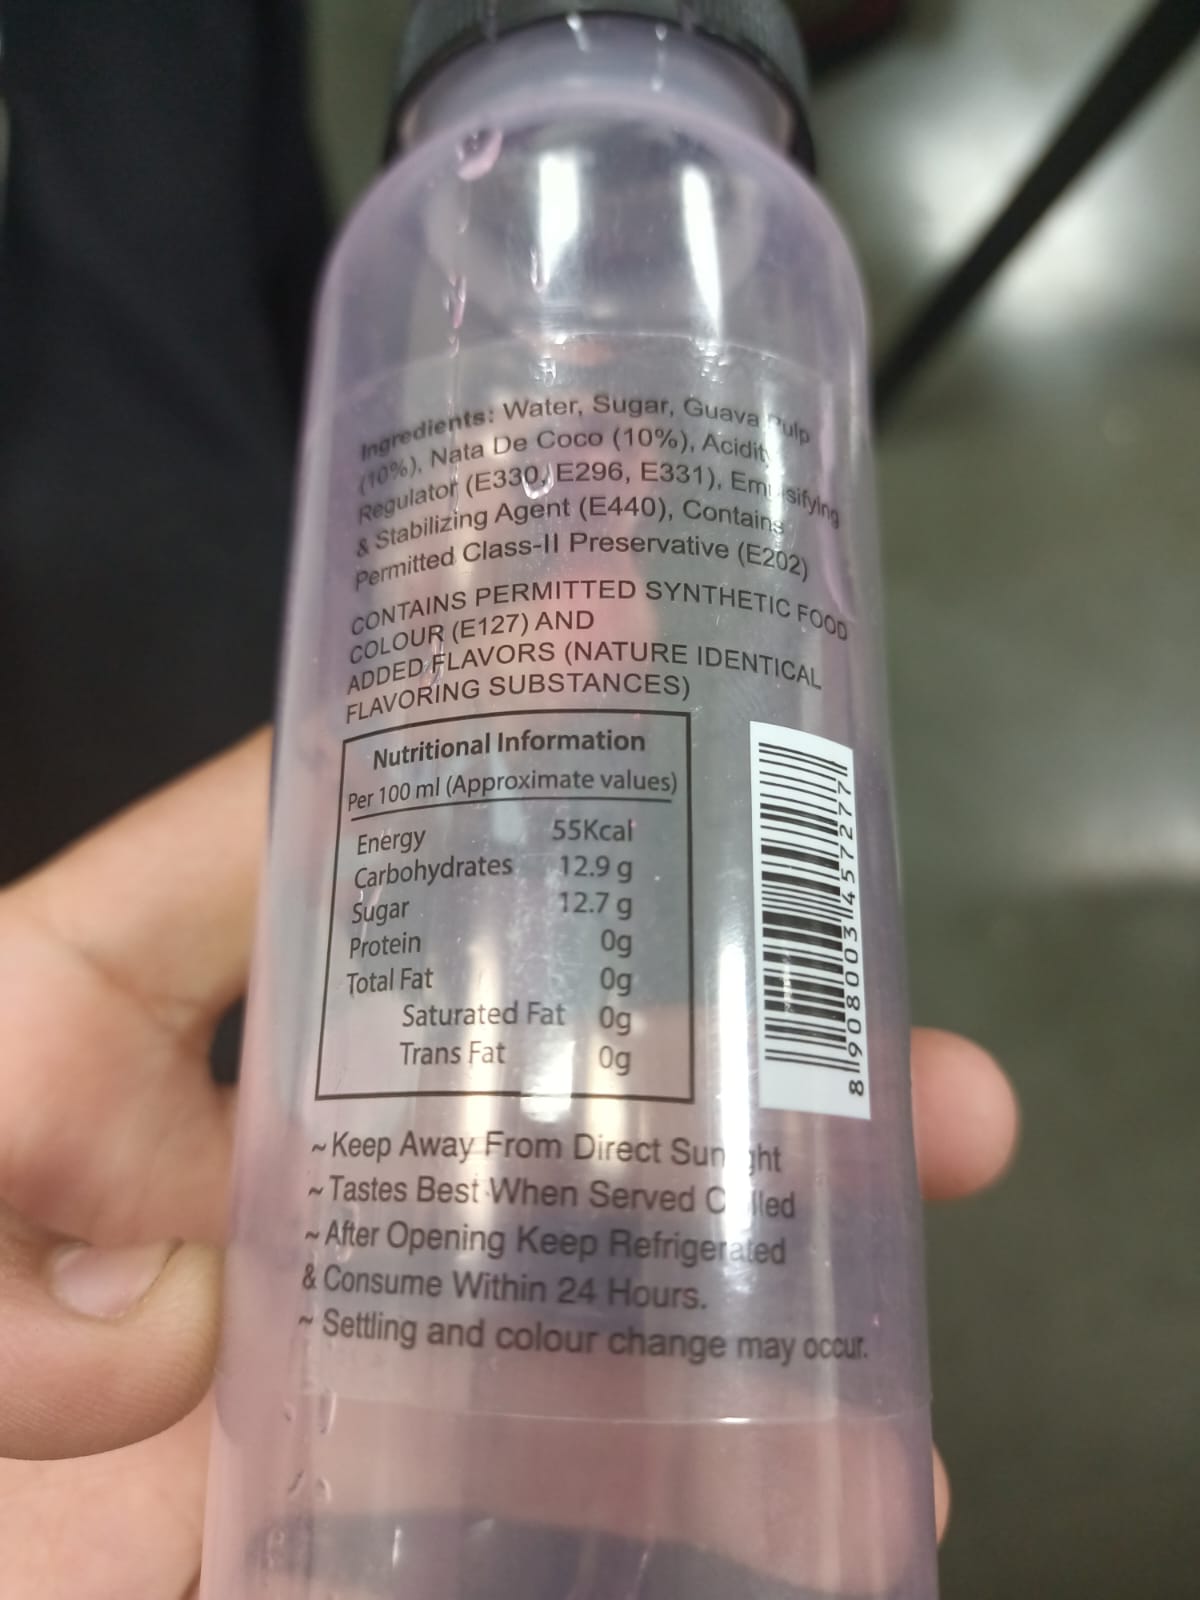 Ingredients: Water, Sugar, Guava Pulp
(10%), Nata De Coco (10%), Acidity
Regulator (E330, E296, E331), Emulsifying
& Stabilizing Agent (E440), Contains
Permitted Class-II Preservative (E202)
CONTAINS PERMITTED SYNTHETIC FOOD
COLOUR (E127) AND
ADDED FLAVORS (NATURE IDENTICAL
FLAVORING SUBSTANCES)
Nutritional Information
Per 100 ml (Approximate values)
Energy 55Kcal
Carbohydrates 12.9 g
Sugar 12.7 g
Protein 0g
Total Fat 0g
Saturated Fat 0g
Trans Fat 0g
8 908003 457277
~ Keep Away From Direct Sunlight
~ Tastes Best When Served Chilled
~ After Opening Keep Refrigerated
& Consume Within 24 Hours.
~ Settling and colour change may occur.